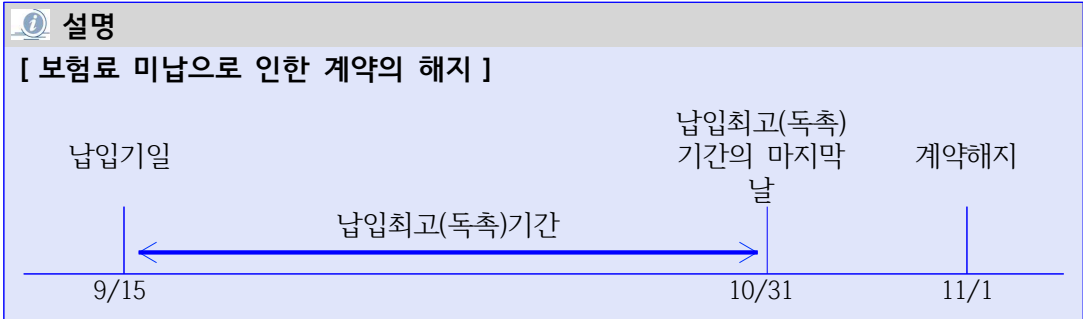 설명
[ 보험료 미납으로 인한 계약의 해지 ]
납입최고(독촉)
납입기일 기간의 마지막 계약해지
날
납입최고(독촉)기간
9/15 10/31 11/1